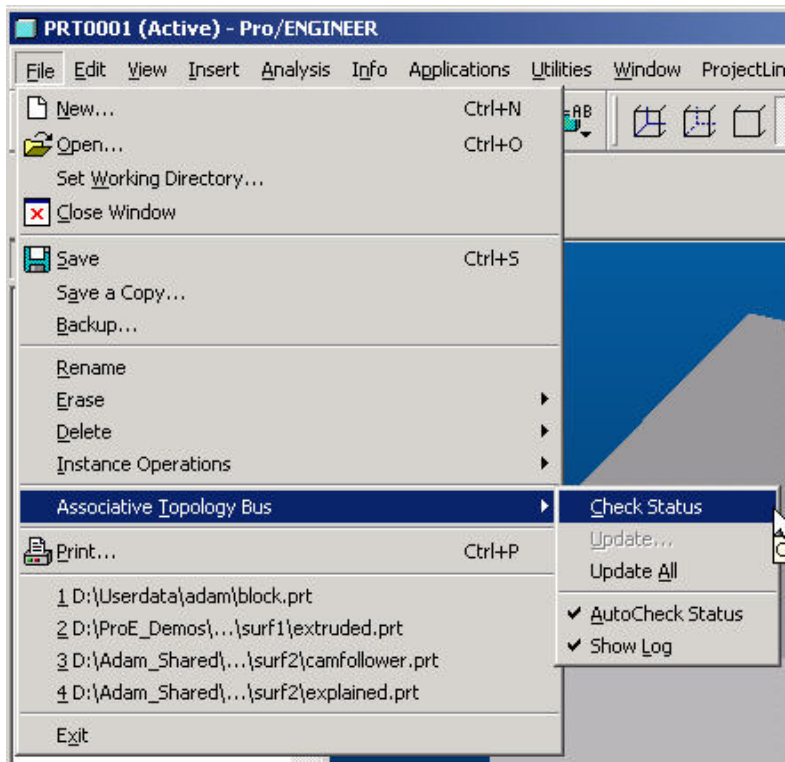 PRT0001 (Active) - Pro/ENGINEER
File Edit View Insert Analysis Info Applications Utilities Window ProjectLin
New... Ctrl+N
=AB
Open... Ctrl+O
Set Working Directory...
Close Window
Save Ctrl+S
Save a Copy...
Backup...
Rename
Erase
Delete
Instance Operations
Associative Topology Bus
Check Status
Update...
Update All
AutoCheck Status
Show Log
Print... Ctrl+P
1 D:\Userdata\adam\block.prt
2 D:\ProE_Demos\...\surf1\extruded.prt
3 D:\Adam_Shared\...\surf2\camfollower.prt
4 D:\Adam_Shared\...\surf2\explained.prt
Exit